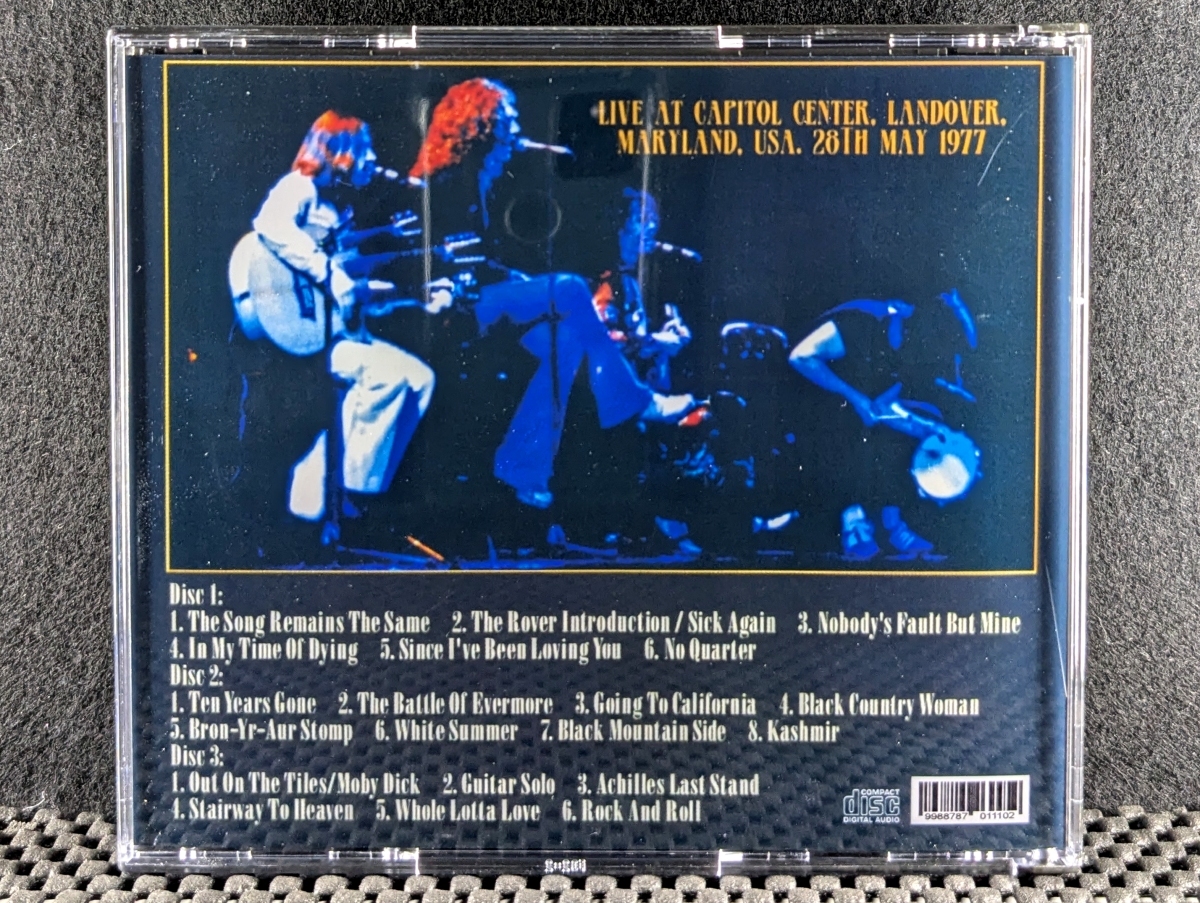 LIVE AT CAPITOL CENTER, LANDOVER,
MARYLAND, USA. 28TH MAY 1977
Disc 1:
1. The Song Remains The Same 2. The Rover Introduction / Sick Again 3. Nobody's Fault But Mine
4. In My Time Of Dying 5. Since I've Been Loving You 6. No Quarter
Disc 2:
1. Ten Years Gone 2. The Battle Of Evermore 3. Going To California 4. Black Country Woman
5. Bron-Yr-Aur Stomp 6. White Summer 7. Black Mountain Side 8. Kashmir
Disc 3:
1. Out On The Tiles/Moby Dick 2. Guitar Solo 3. Achilles Last Stand
4. Stairway To Heaven 5. Whole Lotta Love 6. Rock And Roll
COMPACT
disc
DIGITAL AUDIO
9988787 011102